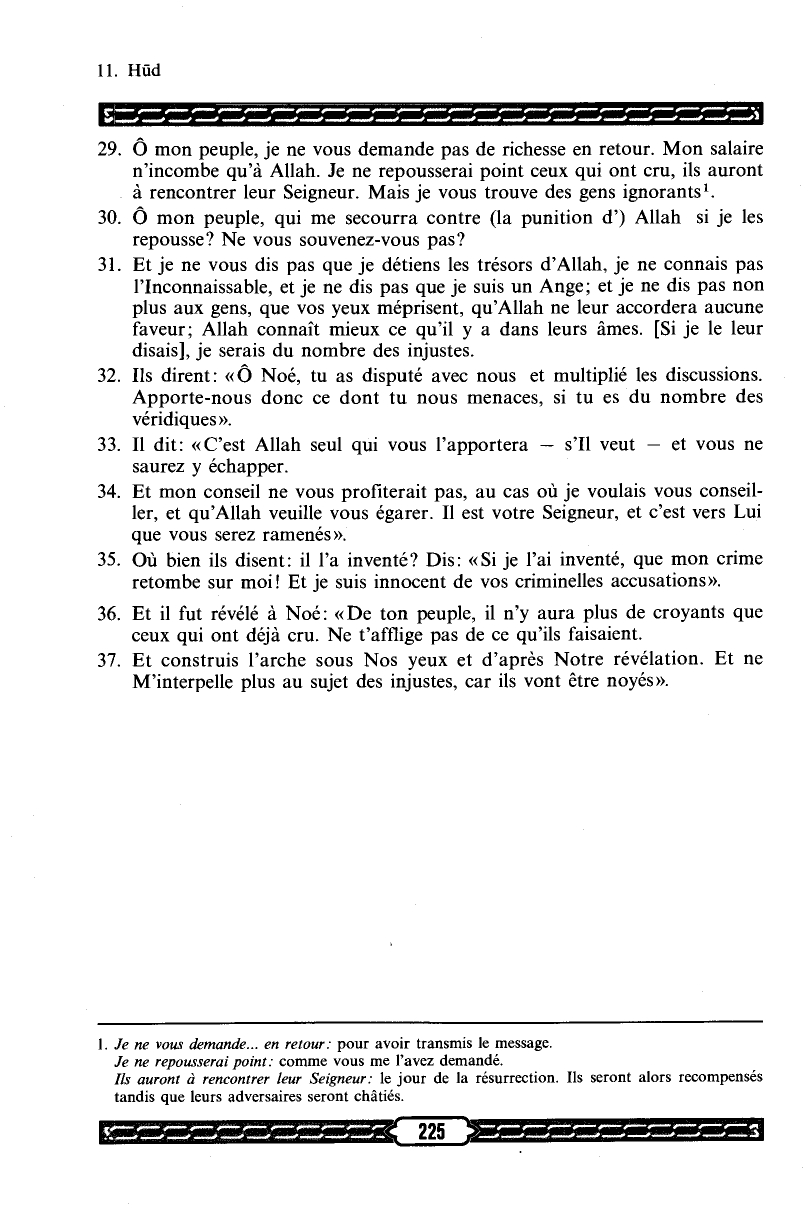 11. Hūd
29. Ô mon peuple, je ne vous demande pas de richesse en retour. Mon salaire
n'incombe qu'à Allah. Je ne repousserai point ceux qui ont cru, ils auront
à rencontrer leur Seigneur. Mais je vous trouve des gens ignorants¹.
30. Ô mon peuple, qui me secourra contre (la punition d') Allah si je les
repousse? Ne vous souvenez-vous pas?
31. Et je ne vous dis pas que je détiens les trésors d'Allah, je ne connais pas
l'Inconnaissable, et je ne dis pas que je suis un Ange; et je ne dis pas non
plus aux gens, que vos yeux méprisent, qu'Allah ne leur accordera aucune
faveur; Allah connaît mieux ce qu'il y a dans leurs âmes. [Si je le leur
disais], je serais du nombre des injustes.
32. Ils dirent: «Ô Noé, tu as disputé avec nous et multiplié les discussions.
Apporte-nous donc ce dont tu nous menaces, si tu es du nombre des
véridiques».
33. Il dit: «C'est Allah seul qui vous l'apportera — s'Il veut — et vous ne
saurez y échapper.
34. Et mon conseil ne vous profiterait pas, au cas où je voulais vous conseil-
ler, et qu'Allah veuille vous égarer. Il est votre Seigneur, et c'est vers Lui
que vous serez ramenés».
35. Où bien ils disent: il l'a inventé? Dis: «Si je l'ai inventé, que mon crime
retombe sur moi! Et je suis innocent de vos criminelles accusations».
36. Et il fut révélé à Noé: «De ton peuple, il n'y aura plus de croyants que
ceux qui ont déjà cru. Ne t'afflige pas de ce qu'ils faisaient.
37. Et construis l'arche sous Nos yeux et d'après Notre révélation. Et ne
M'interpelle plus au sujet des injustes, car ils vont être noyés».
1. Je ne vous demande... en retour: pour avoir transmis le message.
Je ne repousserai point: comme vous me l'avez demandé.
Ils auront à rencontrer leur Seigneur: le jour de la résurrection. Ils seront alors recompensés
tandis que leurs adversaires seront châtiés.
225